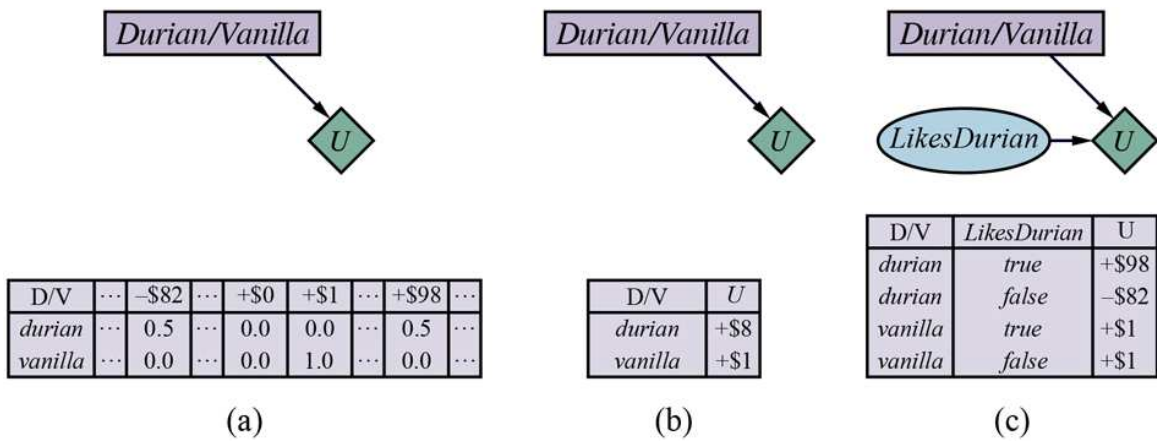 Durian/Vanilla
U
D/V ... –$82 ... +$0 +$1 ... +$98 ...
durian ... 0.5 ... 0.0 0.0 ... 0.5 ...
vanilla ... 0.0 ... 0.0 1.0 ... 0.0 ...
(a)
Durian/Vanilla
U
D/V U
durian +$8
vanilla +$1
(b)
Durian/Vanilla
LikesDurian U
D/V LikesDurian U
durian true +$98
durian false –$82
vanilla true +$1
vanilla false +$1
(c)